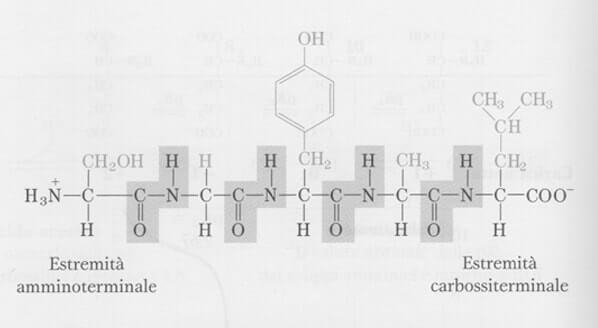 OH
CH₃ CH₃
CH
CH₂OH H H H CH₂ H CH₃ H CH₂
H₃N⁺—C—C—N—C—C—N—C—C—N—C—C—N—C—COO⁻
H O H O H O H O H
Estremità
amminoterminale
Estremità
carbossiterminale